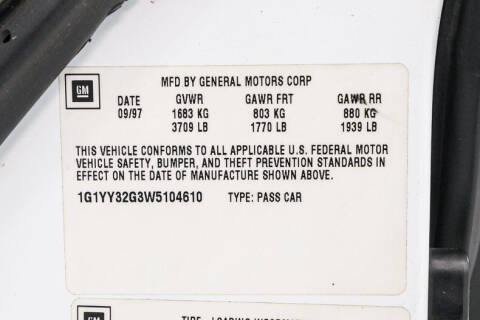 GM
MFD BY GENERAL MOTORS CORP
DATE GVWR GAWR FRT GAWR RR
09/97 1683 KG 803 KG 880 KG
3709 LB 1770 LB 1939 LB
THIS VEHICLE CONFORMS TO ALL APPLICABLE U.S. FEDERAL MOTOR
VEHICLE SAFETY, BUMPER, AND THEFT PREVENTION STANDARDS IN
EFFECT ON THE DATE OF MANUFACTURE SHOWN ABOVE.
1G1YY32G3W5104610 TYPE: PASS CAR